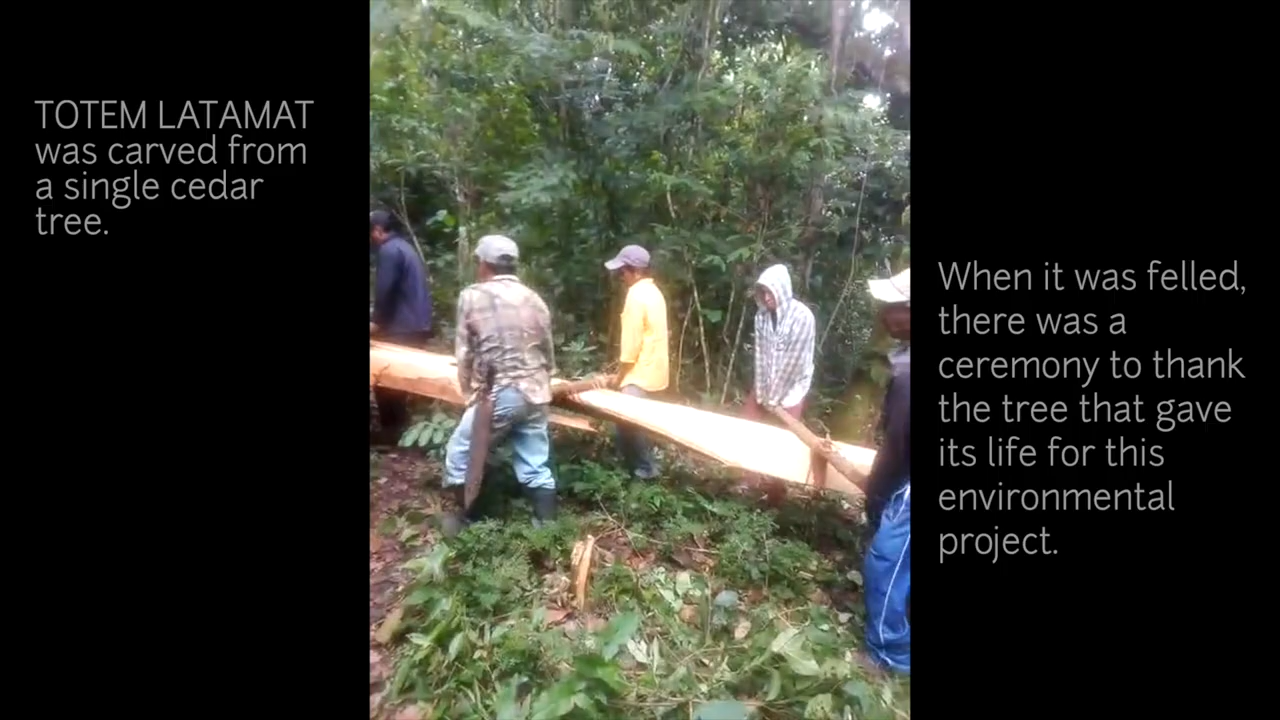 TOTEM LATAMAT
was carved from
a single cedar
tree.
When it was felled,
there was a
ceremony to thank
the tree that gave
its life for this
environmental
project.